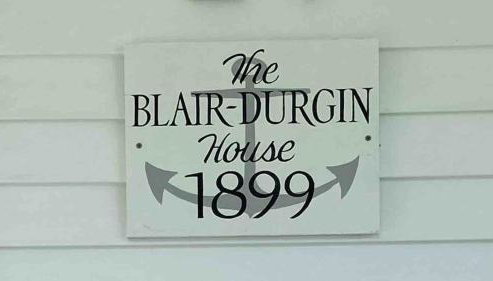 The
BLAIR-DURGIN
House
1899